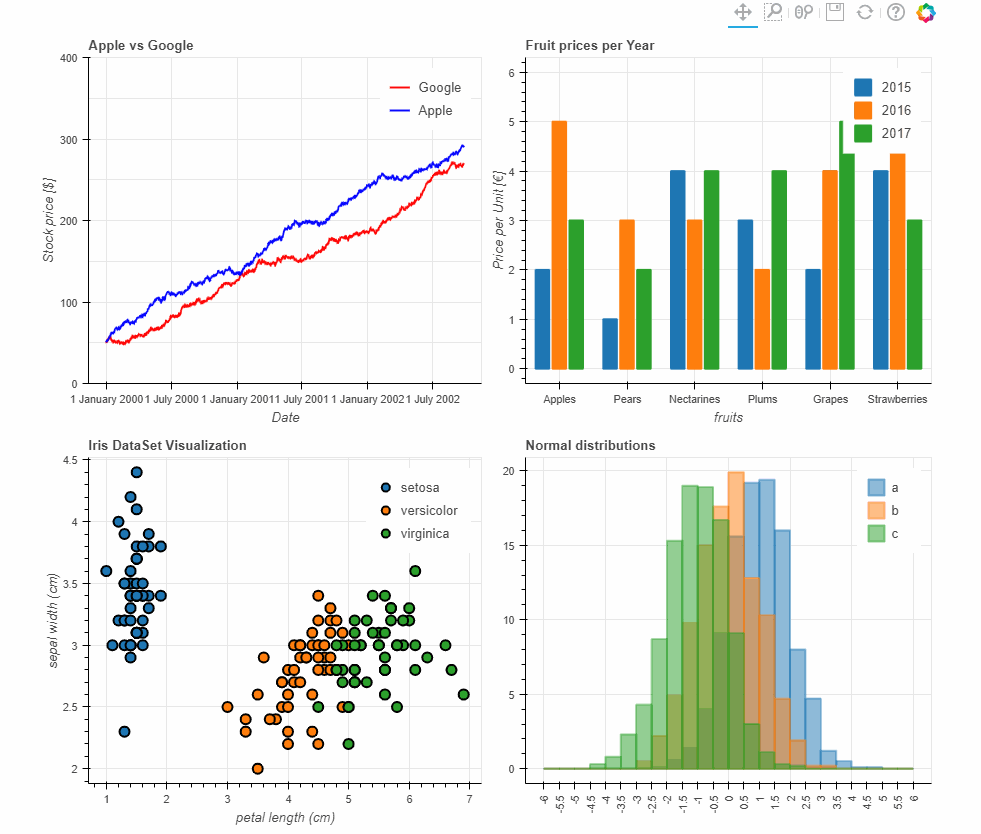 Apple vs Google
400
300
200
100
0
Stock price [$]
Google
Apple
1 January 2000
1 July 2000
1 January 2001
1 July 2001
1 January 2002
1 July 2002
Date
Fruit prices per Year
6
5
4
3
2
1
0
Price per Unit [€]
2015
2016
2017
Apples
Pears
Nectarines
Plums
Grapes
Strawberries
fruits
Iris DataSet Visualization
4.5
4
3.5
3
2.5
2
sepal width (cm)
setosa
versicolor
virginica
1
2
3
4
5
6
7
petal length (cm)
Normal distributions
20
15
10
5
0
a
b
c
-6
-5.5
-5
-4.5
-4
-3.5
-3
-2.5
-2
-1.5
-1
-0.5
0
0.5
1
1.5
2
2.5
3
3.5
4
4.5
5
5.5
6